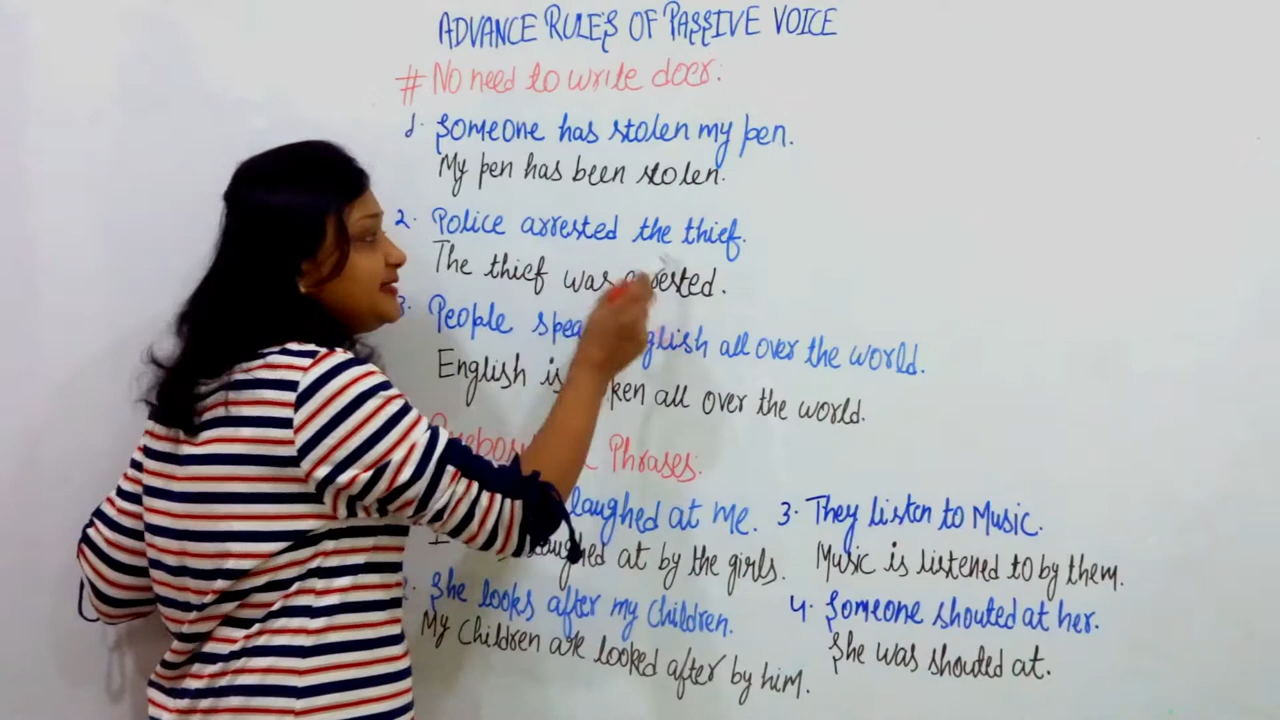 ADVANCE RULES OF PASSIVE VOICE
# No need to write doer:
1. Someone has stolen my pen.
My pen has been stolen.
2. Police arrested the thief.
The thief was arrested.
3. People all over the world.
English is all over the world.
Phrases:
laughed at me.
at by the girls.
She looks after my children.
My children are looked after by him.
3. They listen to Music.
Music is listened to by them.
4. Someone shouted at her.
She was shouted at.